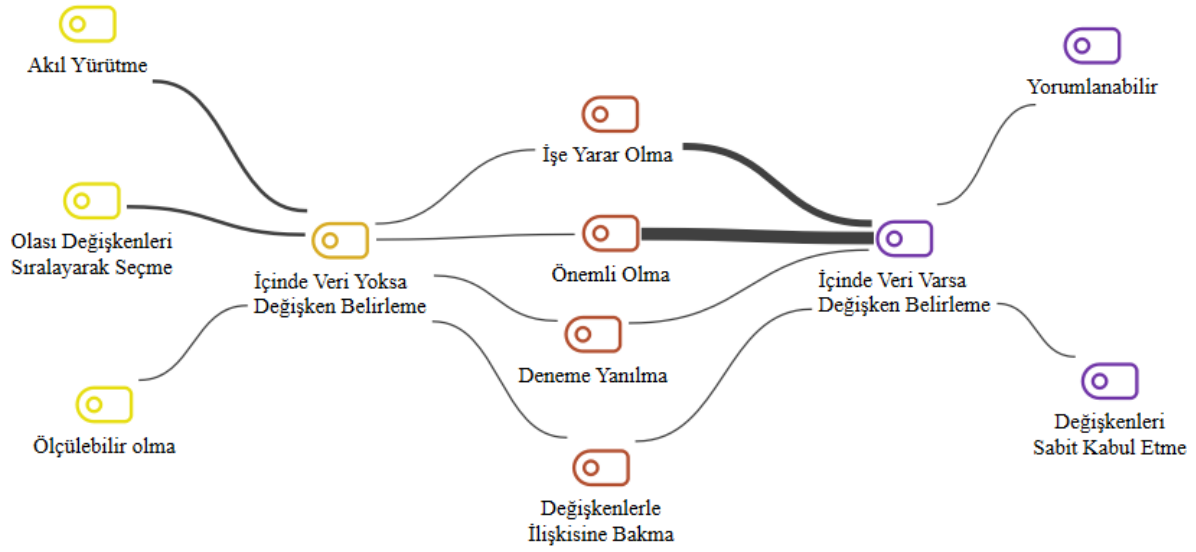 Akıl Yürütme
Yorumlanabilir
İşe Yarar Olma
Olası Değişkenleri
Sıralayarak Seçme
İçinde Veri Yoksa
Değişken Belirleme
Önemli Olma
İçinde Veri Varsa
Değişken Belirleme
Deneme Yanılma
Ölçülebilir olma
Değişkenleri
Sabit Kabul Etme
Değişkenlerle
İlişkisine Bakma